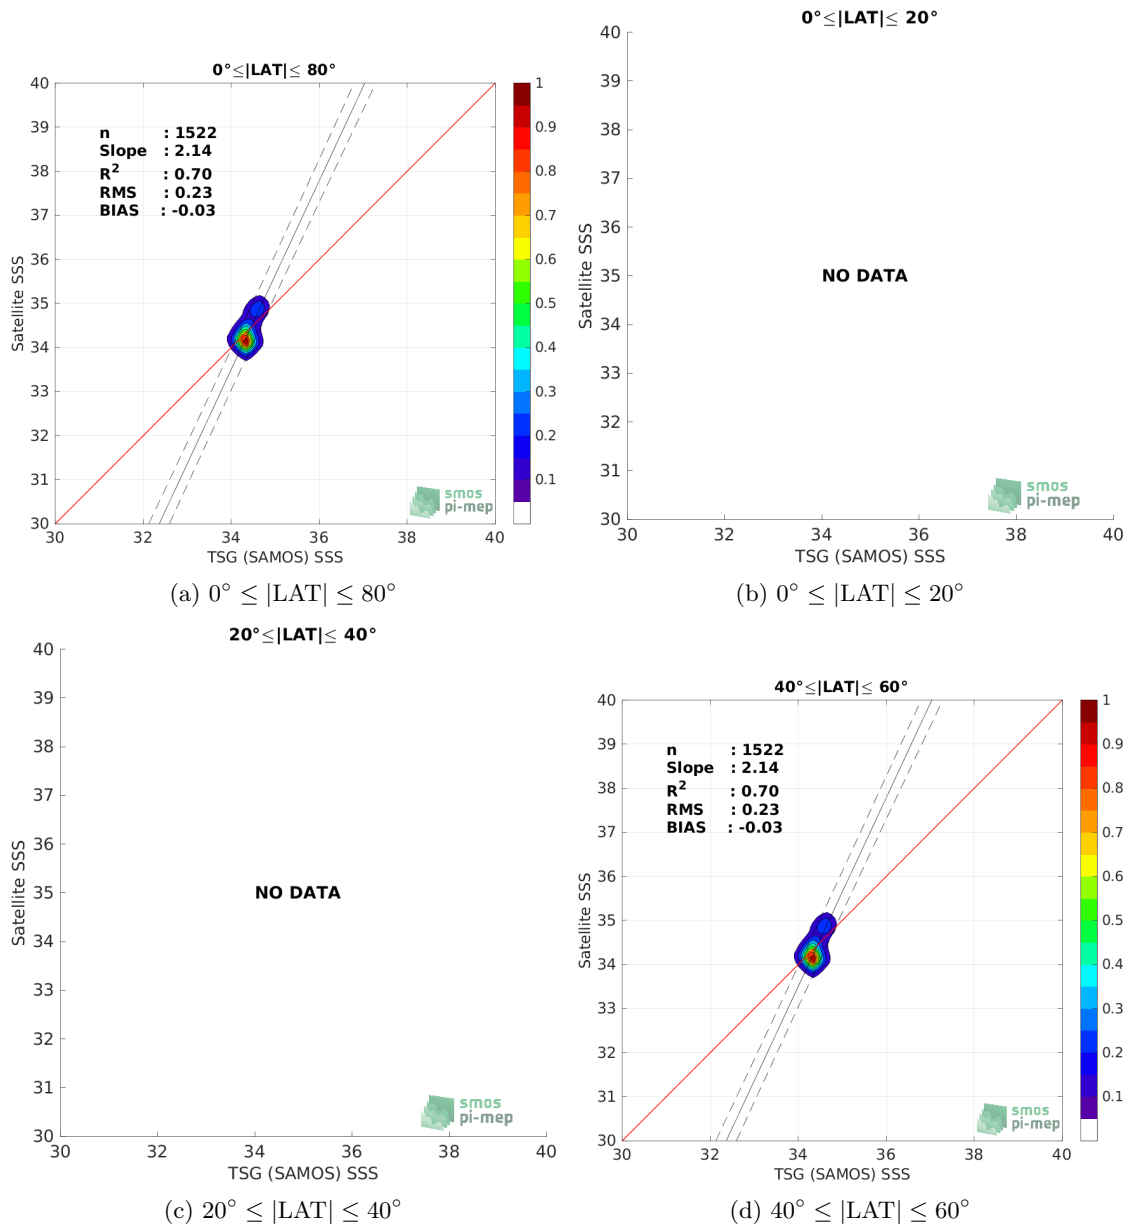 0°≤|LAT|≤ 80°
40
39
38
37
36
35
34
33
32
31
30
Satellite SSS
n : 1522
Slope : 2.14
R² : 0.70
RMS : 0.23
BIAS : -0.03
1
0.9
0.8
0.7
0.6
0.5
0.4
0.3
0.2
0.1
smos
pi-mep
30 32 34 36 38 40
TSG (SAMOS) SSS
(a) 0° ≤ |LAT| ≤ 80°
0°≤|LAT|≤ 20°
40
39
38
37
36
35
34
33
32
31
30
Satellite SSS
NO DATA
smos
pi-mep
30 32 34 36 38 40
TSG (SAMOS) SSS
(b) 0° ≤ |LAT| ≤ 20°
20°≤|LAT|≤ 40°
40
39
38
37
36
35
34
33
32
31
30
Satellite SSS
NO DATA
smos
pi-mep
30 32 34 36 38 40
TSG (SAMOS) SSS
(c) 20° ≤ |LAT| ≤ 40°
40°≤|LAT|≤ 60°
40
39
38
37
36
35
34
33
32
31
30
Satellite SSS
n : 1522
Slope : 2.14
R² : 0.70
RMS : 0.23
BIAS : -0.03
1
0.9
0.8
0.7
0.6
0.5
0.4
0.3
0.2
0.1
smos
pi-mep
30 32 34 36 38 40
TSG (SAMOS) SSS
(d) 40° ≤ |LAT| ≤ 60°